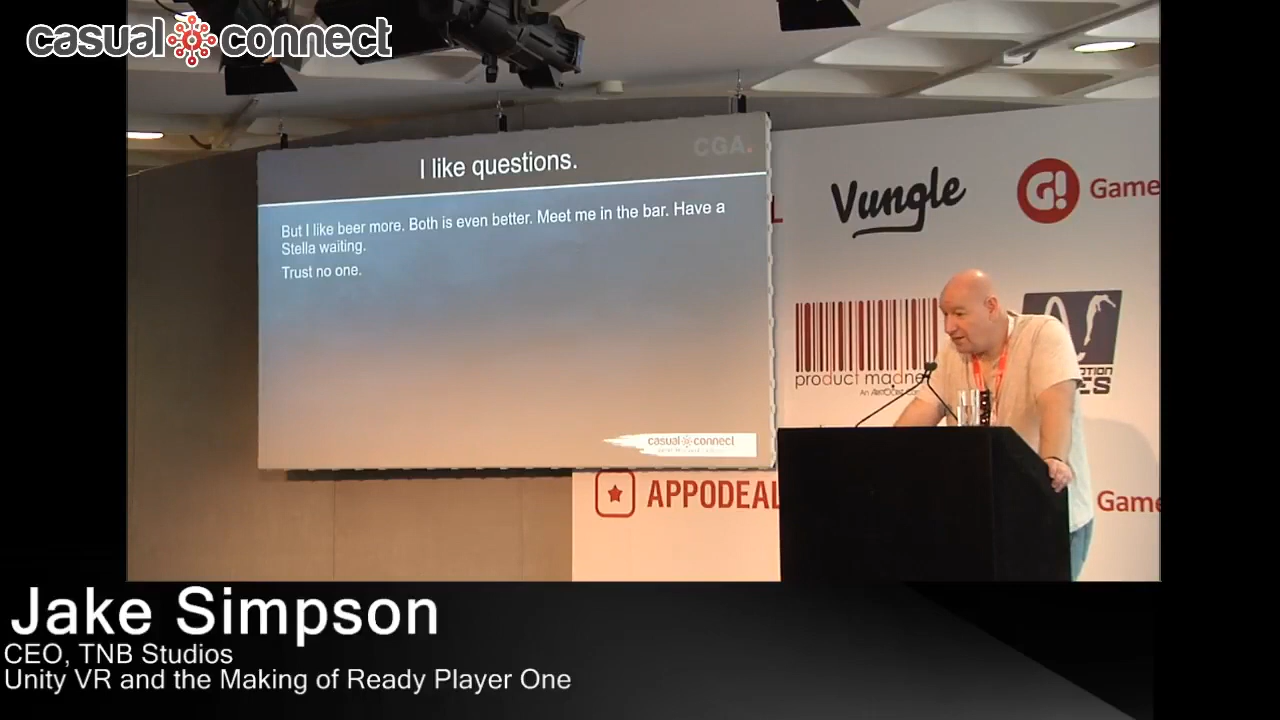 casual connect
CGA.
I like questions.
But I like beer more. Both is even better. Meet me in the bar. Have a
Stella waiting.
Trust no one.
casual connect
Vungle
G! Game
product madne
An
APPODEAL
Game
Jake Simpson
CEO, TNB Studios
Unity VR and the Making of Ready Player One